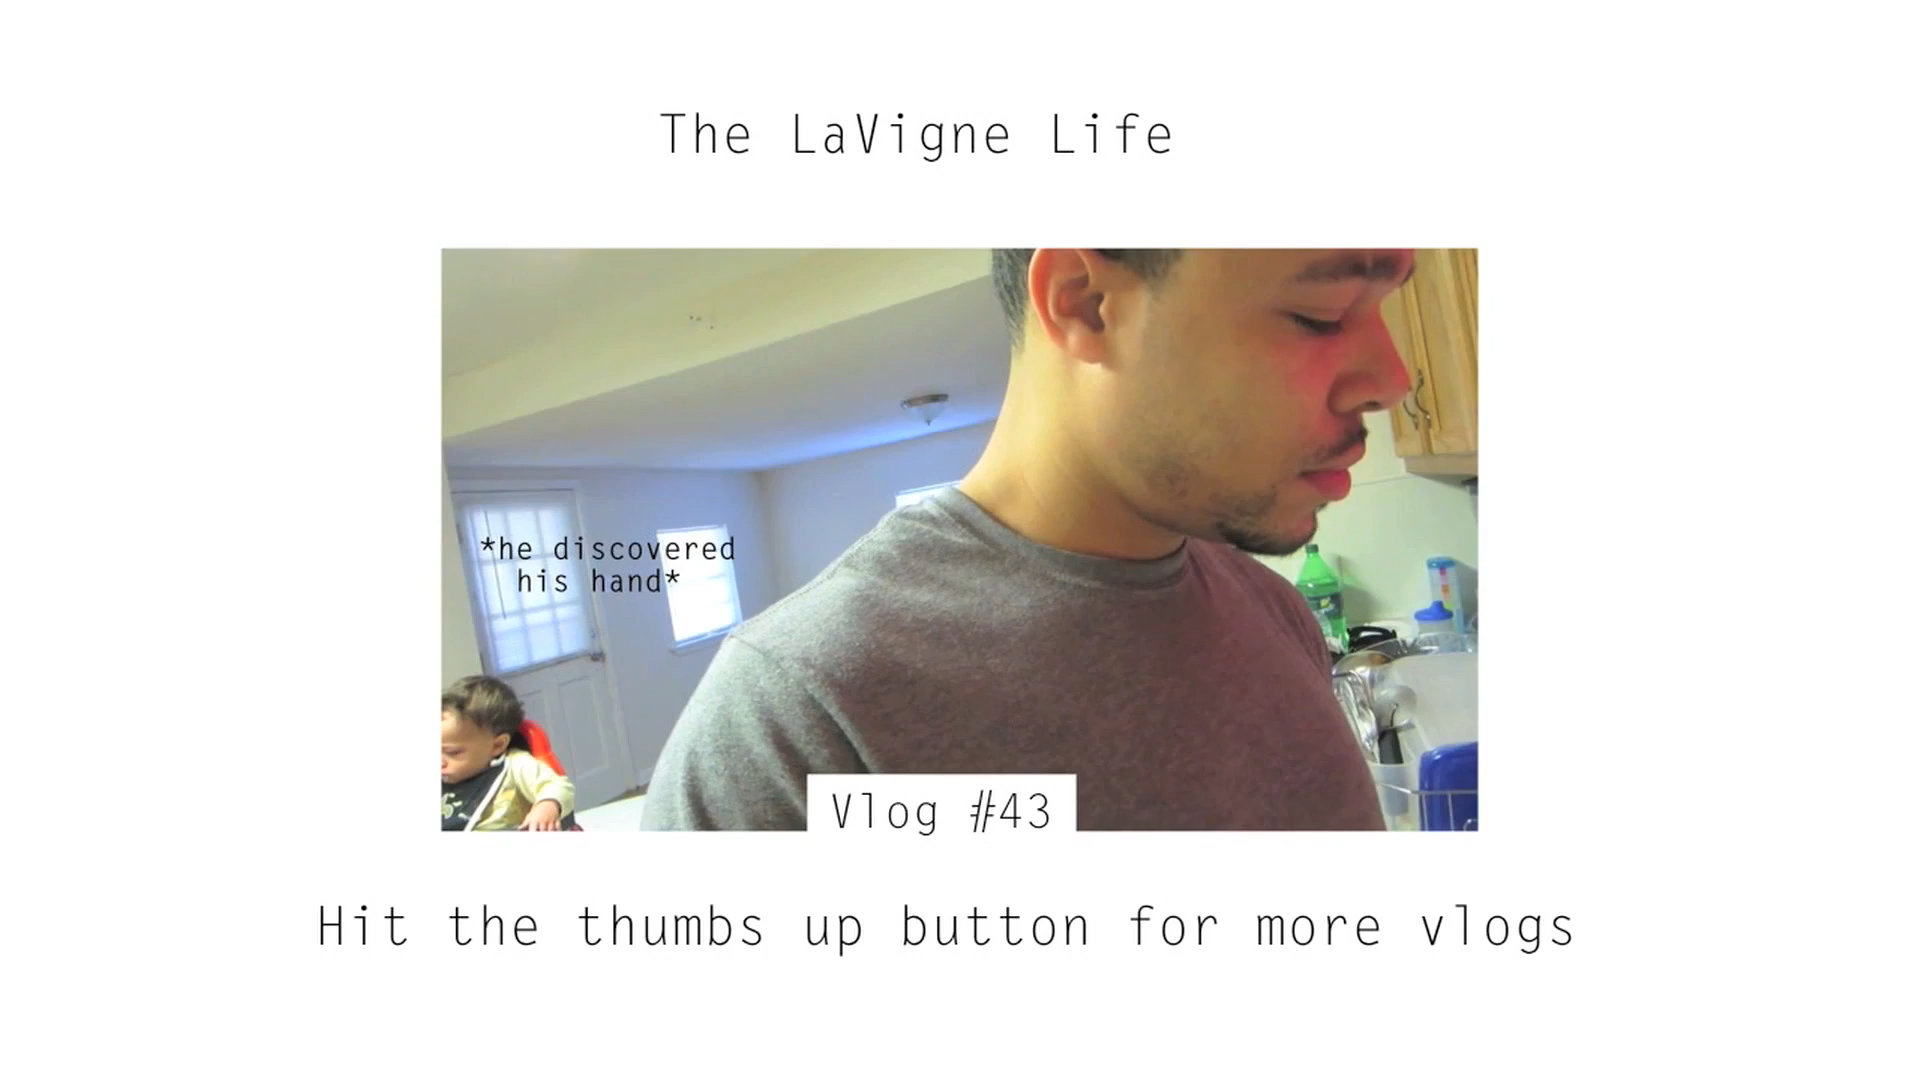 The LaVigne Life
*he discovered
his hand*
Vlog #43
Hit the thumbs up button for more vlogs